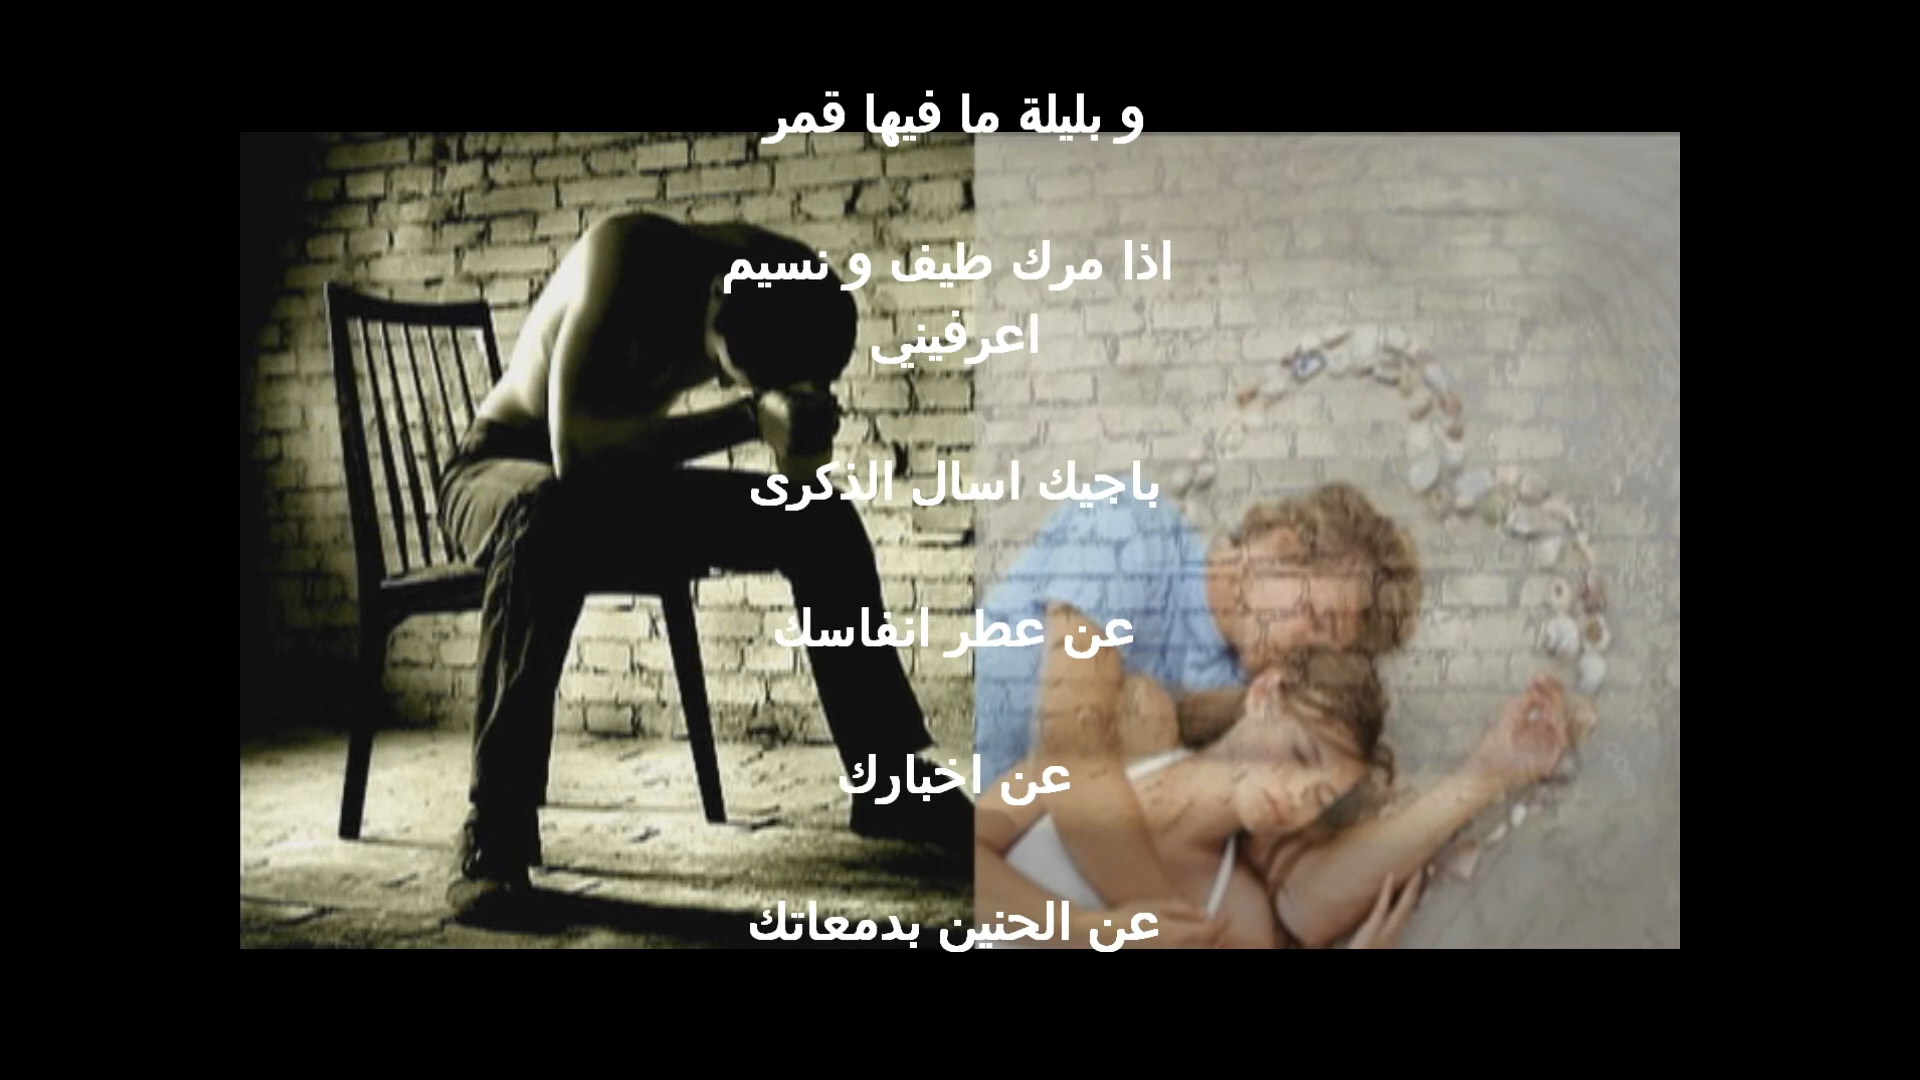 و بليلة ما فيها قمر
اذا مرك طيف و نسيم
اعرفيني
باجيك اسال الذكرى
عن عطر انفاسك
عن اخبارك
عن الحنين بدمعاتك